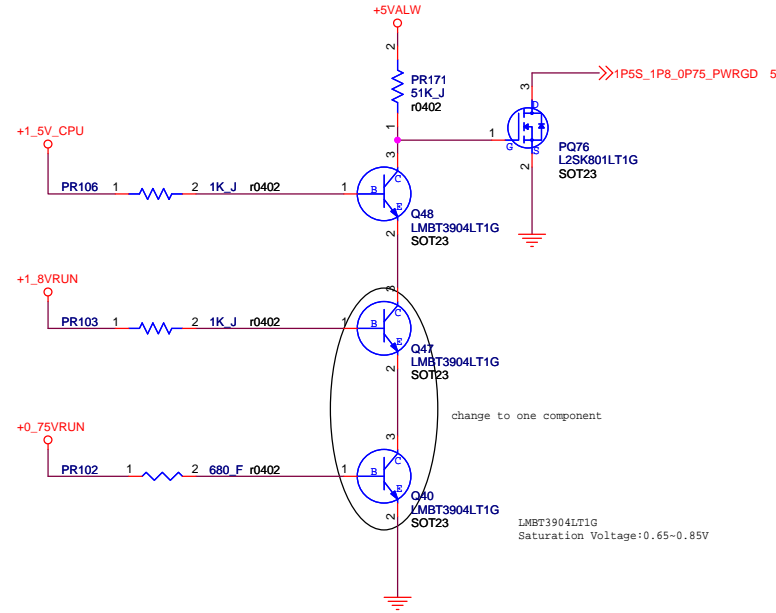 +5VALW
2
PR171
51K_J
r0402
1
1P5S_1P8_0P75_PWRGD 5
3
D
1
G
S
PQ76
L2SK801LT1G
SOT23
2
+1_5V_CPU
3
PR106 1 2 1K_J r0402 1
B
C
E
Q48
LMBT3904LT1G
SOT23
2
+1_8VRUN
3
PR103 1 2 1K_J r0402 1
B
C
E
Q47
LMBT3904LT1G
SOT23
2
change to one component
+0_75VRUN
3
PR102 1 2 680_F r0402 1
B
C
E
Q40
LMBT3904LT1G
SOT23
2
LMBT3904LT1G
Saturation Voltage:0.65~0.85V